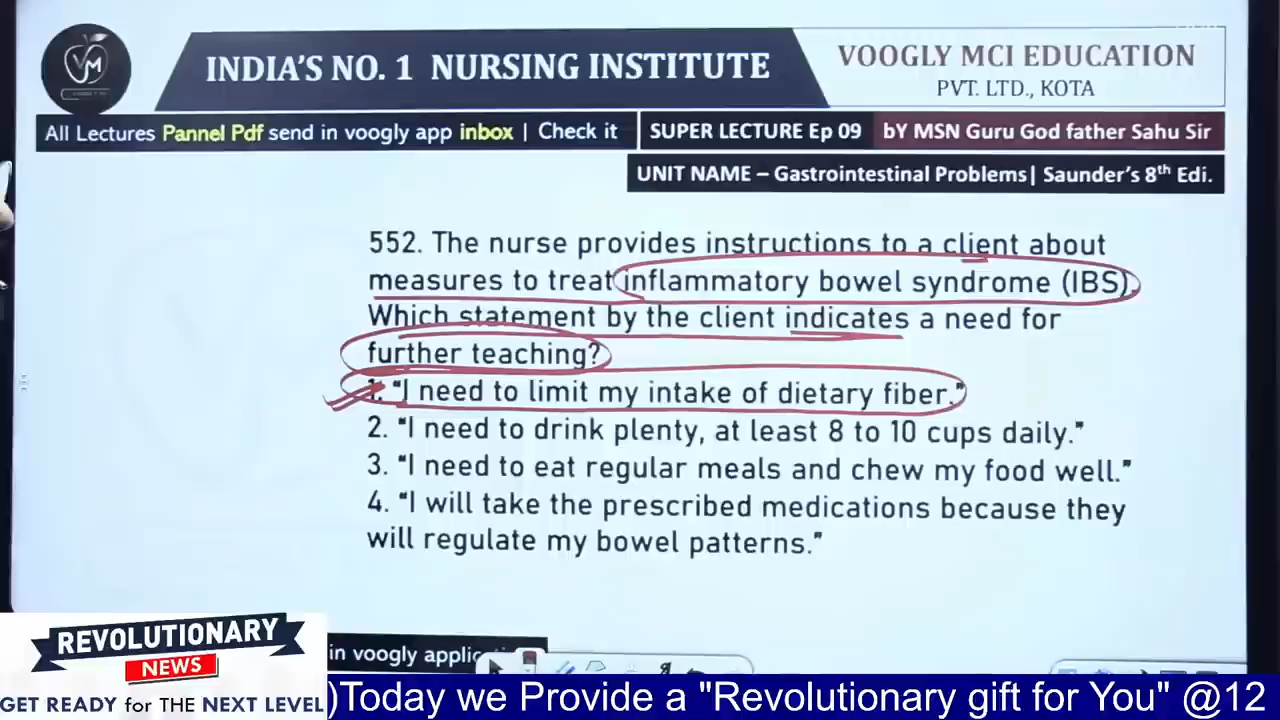 INDIA'S NO. 1 NURSING INSTITUTE
VOOGLY MCI EDUCATION
PVT. LTD., KOTA
VM
All Lectures Pannel Pdf send in voogly app inbox | Check it
SUPER LECTURE Ep 09
bY MSN Guru God father Sahu Sir
UNIT NAME – Gastrointestinal Problems| Saunder's 8th Edi.
552. The nurse provides instructions to a client about
measures to treat inflammatory bowel syndrome (IBS).
Which statement by the client indicates a need for
further teaching?
1. "I need to limit my intake of dietary fiber."
2. "I need to drink plenty, at least 8 to 10 cups daily."
3. "I need to eat regular meals and chew my food well."
4. "I will take the prescribed medications because they
will regulate my bowel patterns."
REVOLUTIONARY
NEWS
GET READY for THE NEXT LEVEL
in voogly applic
)Today we Provide a "Revolutionary gift for You" @12